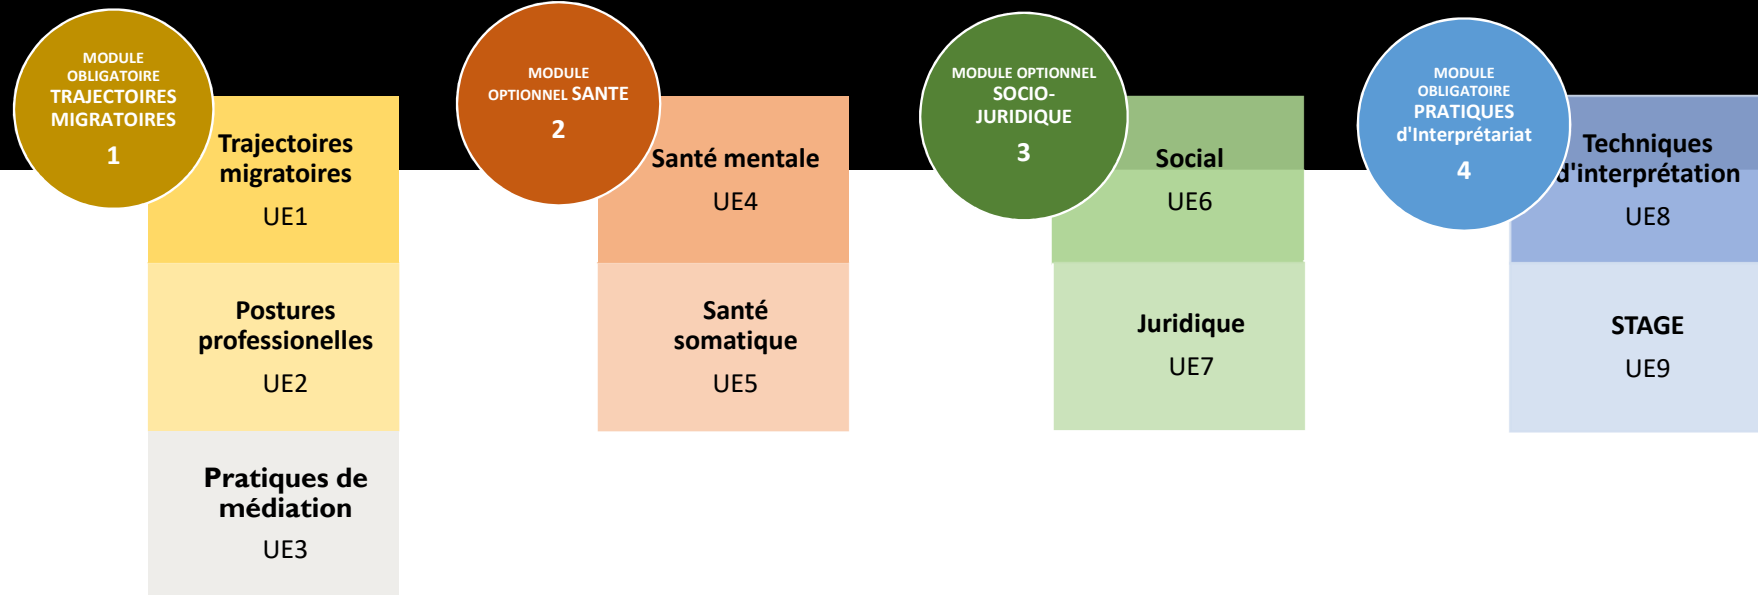 MODULE
OBLIGATOIRE
TRAJECTOIRES
MIGRATOIRES
1
Trajectoires
migratoires
UE1
Postures
professionelles
UE2
Pratiques de
médiation
UE3
MODULE
OPTIONNEL SANTE
2
Santé mentale
UE4
Santé
somatique
UE5
MODULE OPTIONNEL
SOCIO-
JURIDIQUE
3
Social
UE6
Juridique
UE7
MODULE
OBLIGATOIRE
PRATIQUES
d'Interprétariat
4
Techniques
d'interprétation
UE8
STAGE
UE9